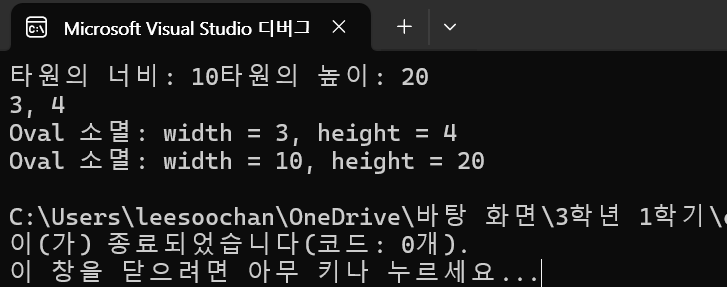 Microsoft Visual Studio 디버그
타원의 너비: 10타원의 높이: 20
3, 4
Oval 소멸: width = 3, height = 4
Oval 소멸: width = 10, height = 20
C:\Users\leesoochan\OneDrive\바탕 화면\3학년 1학기\
이(가) 종료되었습니다(코드: 0개).
이 창을 닫으려면 아무 키나 누르세요...